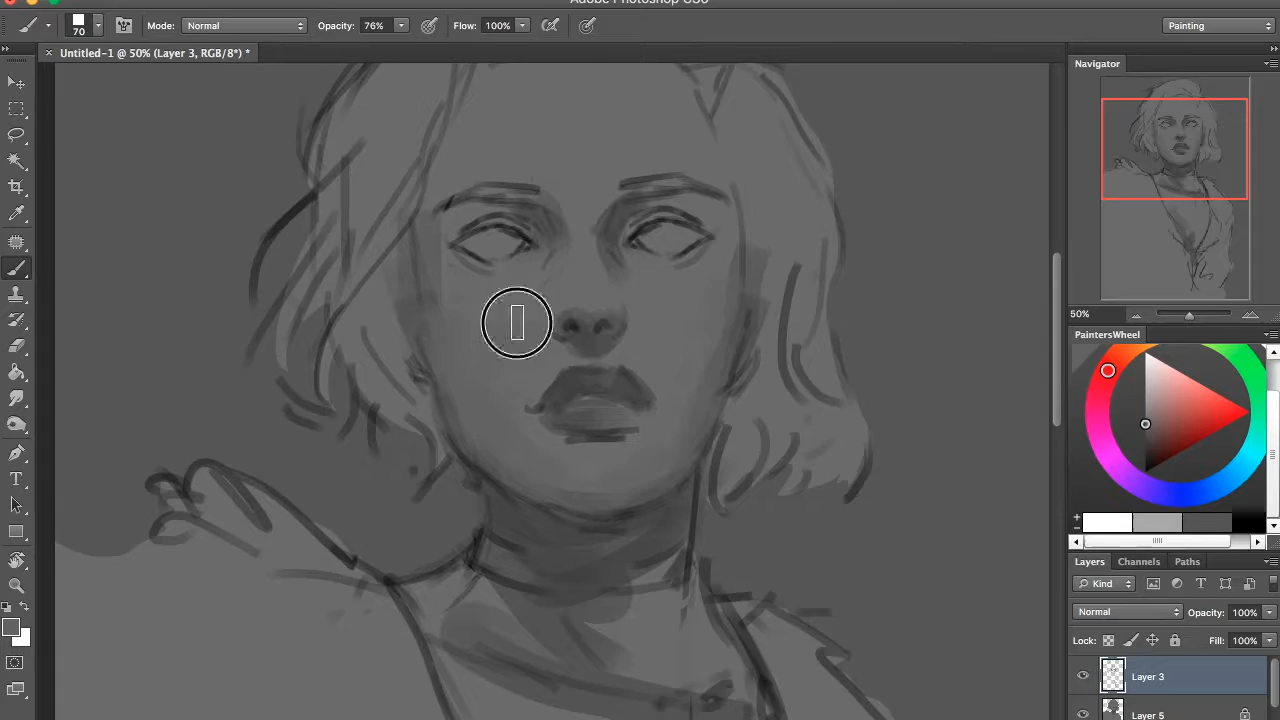 Adobe Photoshop CS6
70
Mode: Normal
Opacity: 76%
Flow: 100%
Painting
× Untitled-1 @ 50% (Layer 3, RGB/8*) *
Navigator
50%
PaintersWheel
+
−
Layers Channels Paths
Kind
Normal
Opacity: 100%
Lock:
Fill: 100%
Layer 3
Layer 5
T